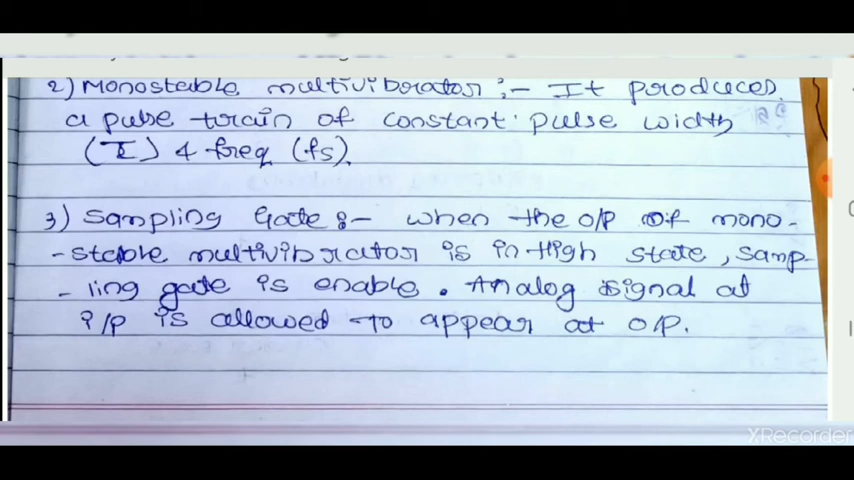 2) Monostable multivibrator :- It produces
a pulse train of constant pulse width
(T) & freq (fs).
3) Sampling Gate :- when the o/p of mono-
-stable multivibrator is in High state, samp-
- ling gate is enable. Analog signal at
i/p is allowed to appear at o/p.
XRecorder